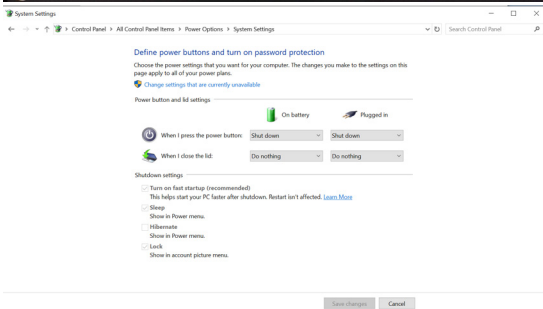 System Settings
Control Panel > All Control Panel Items > Power Options > System Settings
Search Control Panel
Define power buttons and turn on password protection
Choose the power settings that you want for your computer. The changes you make to the settings on this
page apply to all of your power plans.
Change settings that are currently unavailable
Power button and lid settings
On battery Plugged in
When I press the power button: Shut down Shut down
When I close the lid: Do nothing Do nothing
Shutdown settings
Turn on fast startup (recommended)
This helps start your PC faster after shutdown. Restart isn't affected. Learn More
Sleep
Show in Power menu.
Hibernate
Show in Power menu.
Lock
Show in account picture menu.
Save changes Cancel